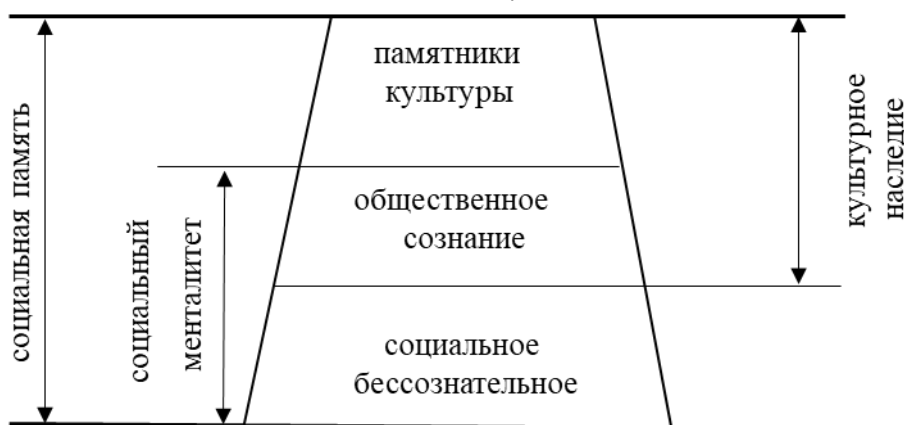 памятники
культуры
общественное
сознание
социальное
бессознательное
социальная память
социальный
менталитет
культурное
наследие